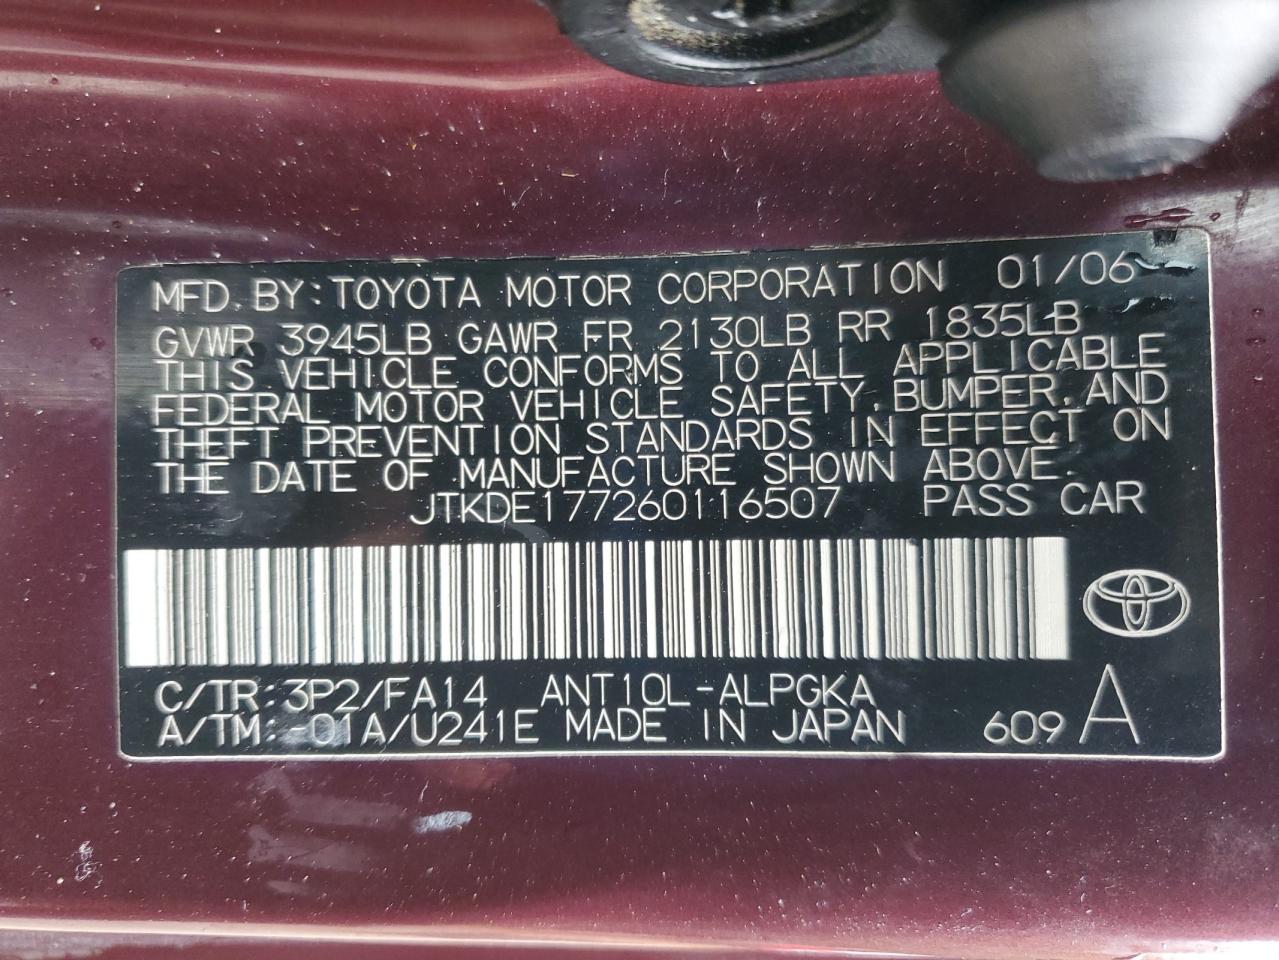 MFD. BY: TOYOTA MOTOR CORPORATION 01/06
GVWR 3945LB GAWR FR 2130LB RR 1835LB
THIS VEHICLE CONFORMS TO ALL APPLICABLE
FEDERAL MOTOR VEHICLE SAFETY, BUMPER, AND
THEFT PREVENTION STANDARDS IN EFFECT ON
THE DATE OF MANUFACTURE SHOWN ABOVE.
JTKDE177260116507 PASS CAR
C/TR: 3P2/FA14 ANT10L-ALPGKA
A/TM: -01A/U241E MADE IN JAPAN 609 A